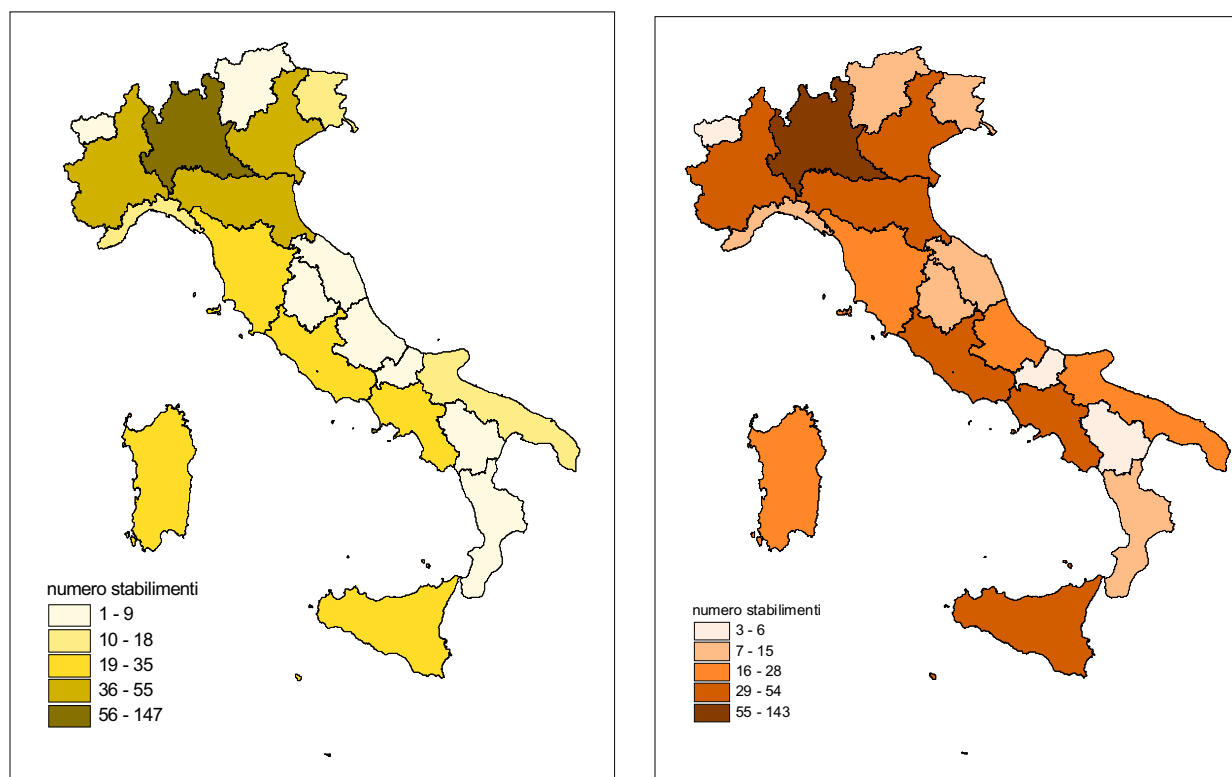 numero stabilimenti
1 - 9
10 - 18
19 - 35
36 - 55
56 - 147
numero stabilimenti
3 - 6
7 - 15
16 - 28
29 - 54
55 - 143